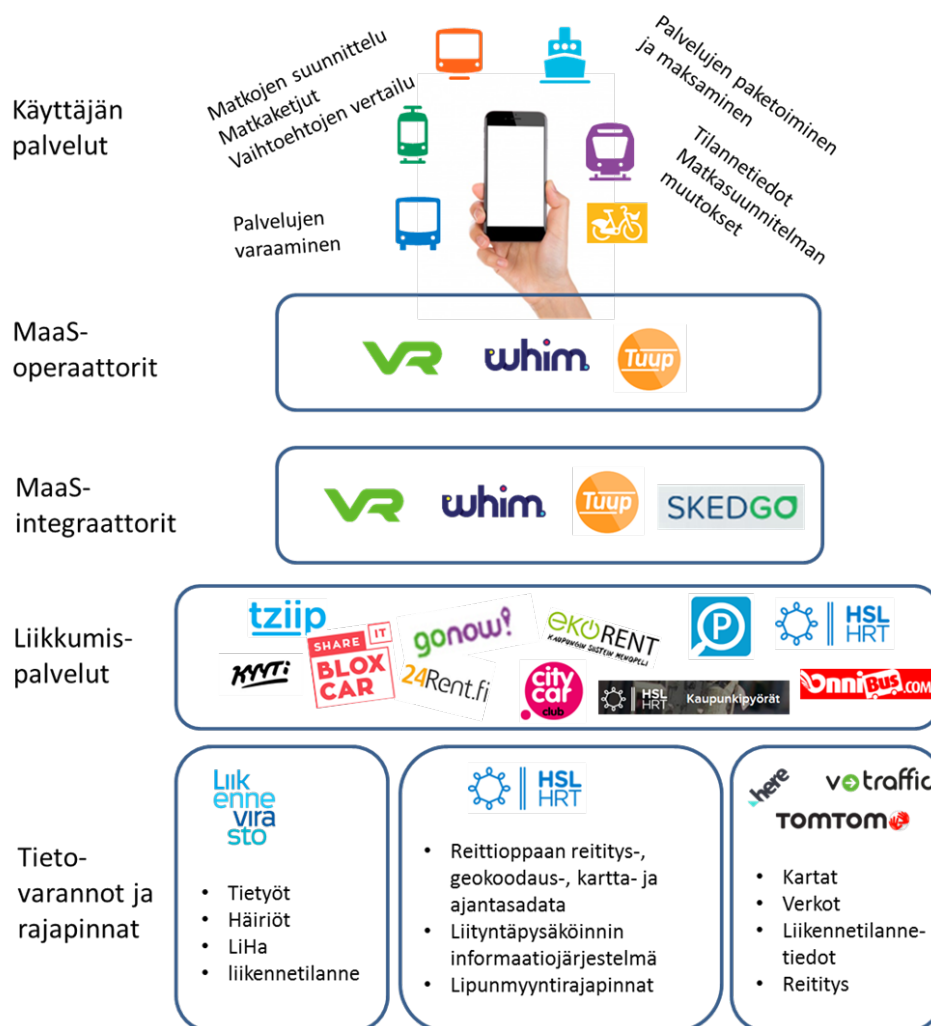 Käyttäjän
palvelut
Matkojen suunnittelu
Matkaketjut
Vaihtoehtojen vertailu
Palvelujen
varaaminen
Palvelujen paketoiminen
ja maksaminen
Tilannetiedot
Matkasuunnitelman
muutokset
MaaS-
operaattorit
VR
whim
Tuup
MaaS-
integraattorit
VR
whim
Tuup
SKEDGO
Liikkumis-
palvelut
tziip
KYYTi
SHARE IT
BLOX
CAR
gonow!
24Rent.fi
eKORENT
KAUPUNGIN SIISTEIN MENOPELI
city
car
club
P
HSL
HRT
HSL
HRT
Kaupunkipyörät
ONNIBUS.COM
Tieto-
varannot ja
rajapinnat
Liik
enne
vira
sto
• Tietyöt
• Häiriöt
• LiHa
• liikennetilanne
HSL
HRT
• Reittioppaan reititys-,
geokoodaus-, kartta- ja
ajantasadata
• Liityntäpysäköinnin
informaatiojärjestelmä
• Lipunmyyntirajapinnat
here
v traffic
TOMTOM
• Kartat
• Verkot
• Liikennetilanne-
tiedot
• Reititys